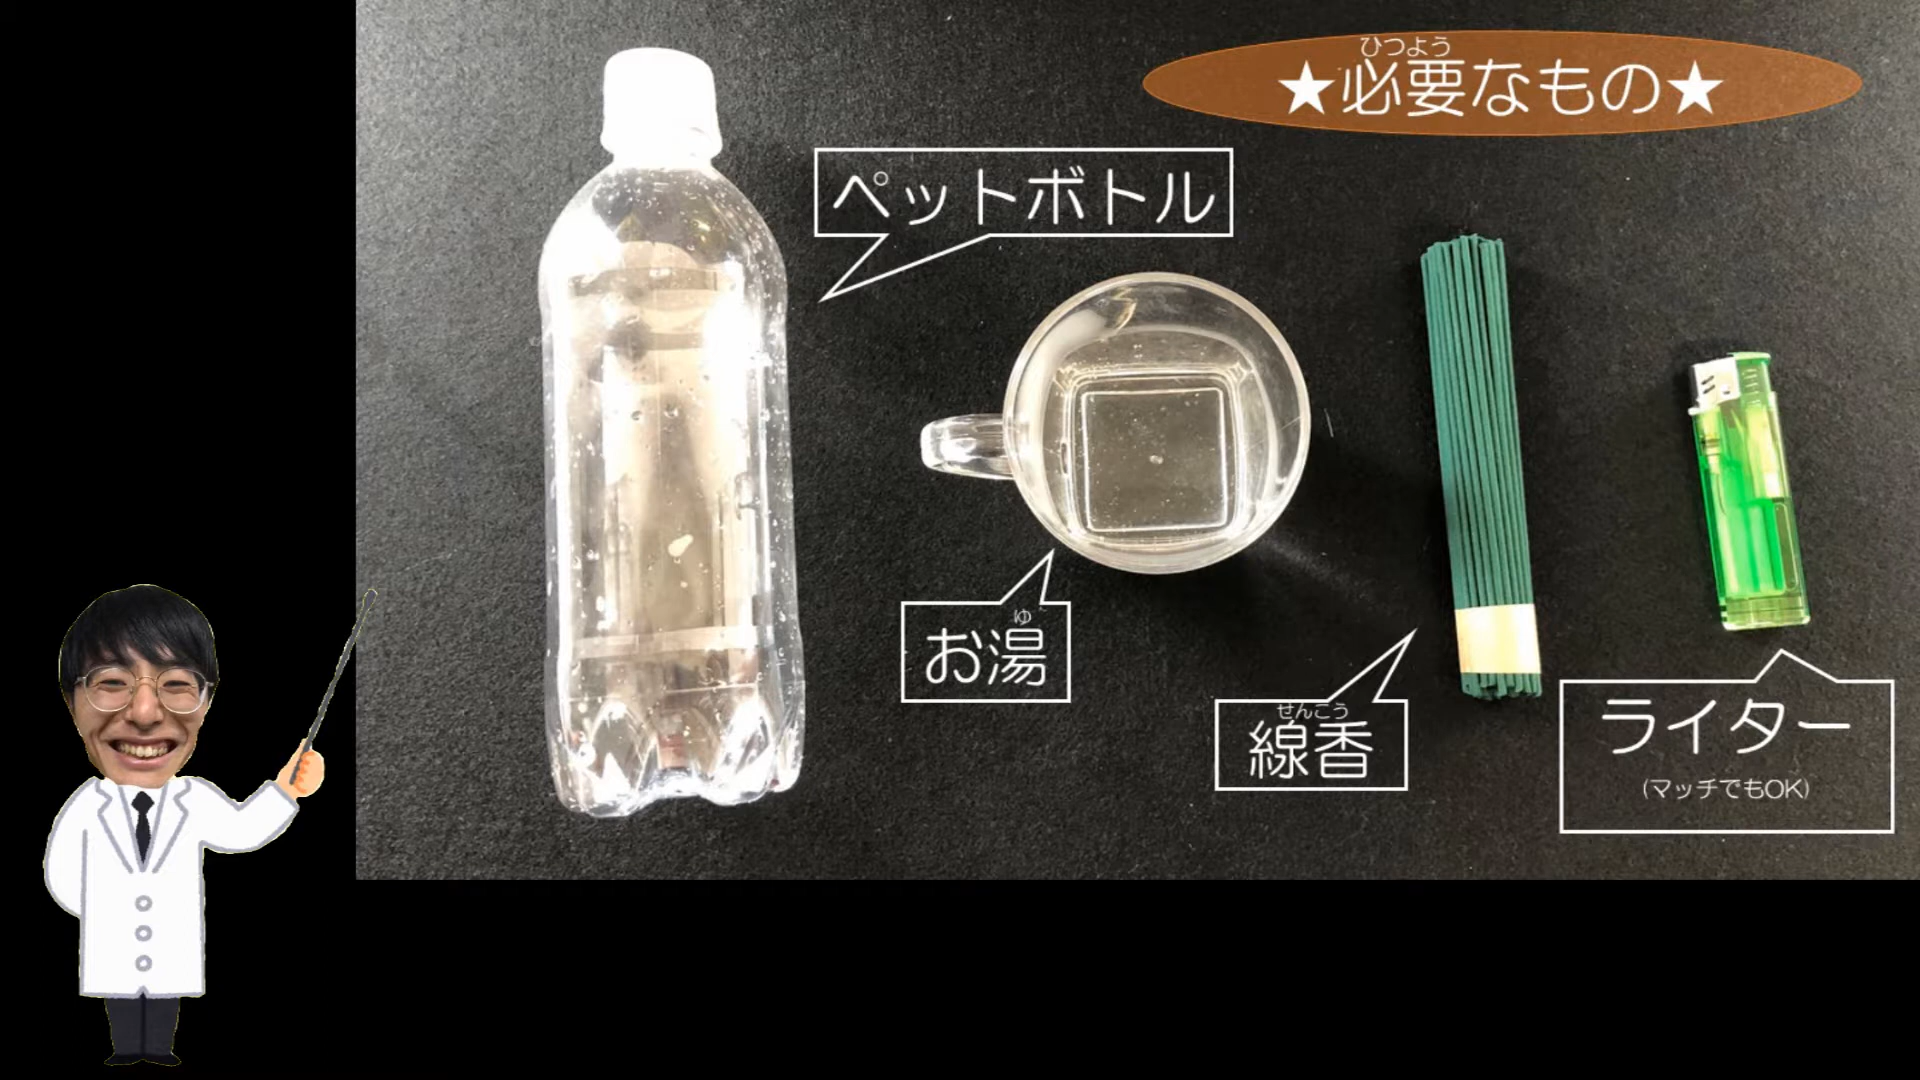 ひつよう
★必要なもの★
ペットボトル
ゆ
お湯
せんこう
線香
ライター
(マッチでもOK)